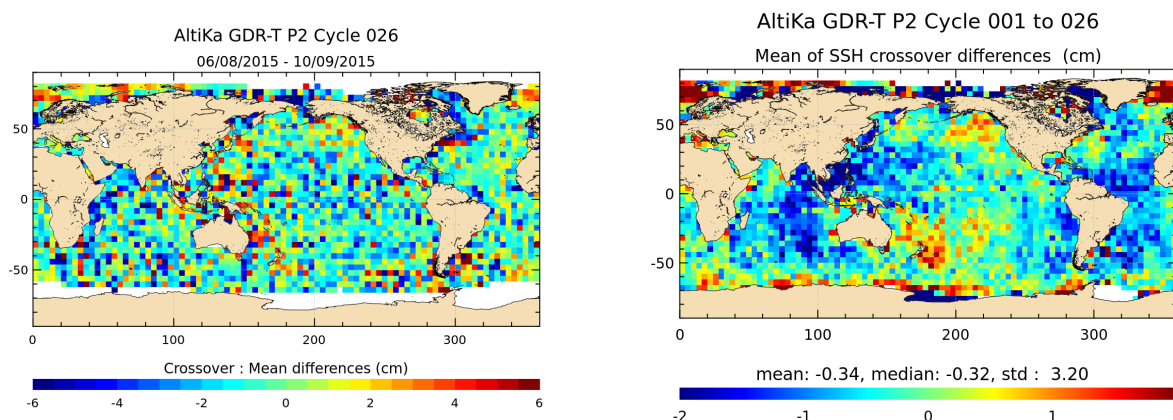 AltiKa GDR-T P2 Cycle 026
06/08/2015 - 10/09/2015
50
0
-50
0 100 200 300
Crossover : Mean differences (cm)
-6 -4 -2 0 2 4 6
AltiKa GDR-T P2 Cycle 001 to 026
Mean of SSH crossover differences (cm)
50
0
-50
0 100 200 300
mean: -0.34, median: -0.32, std : 3.20
-2 -1 0 1